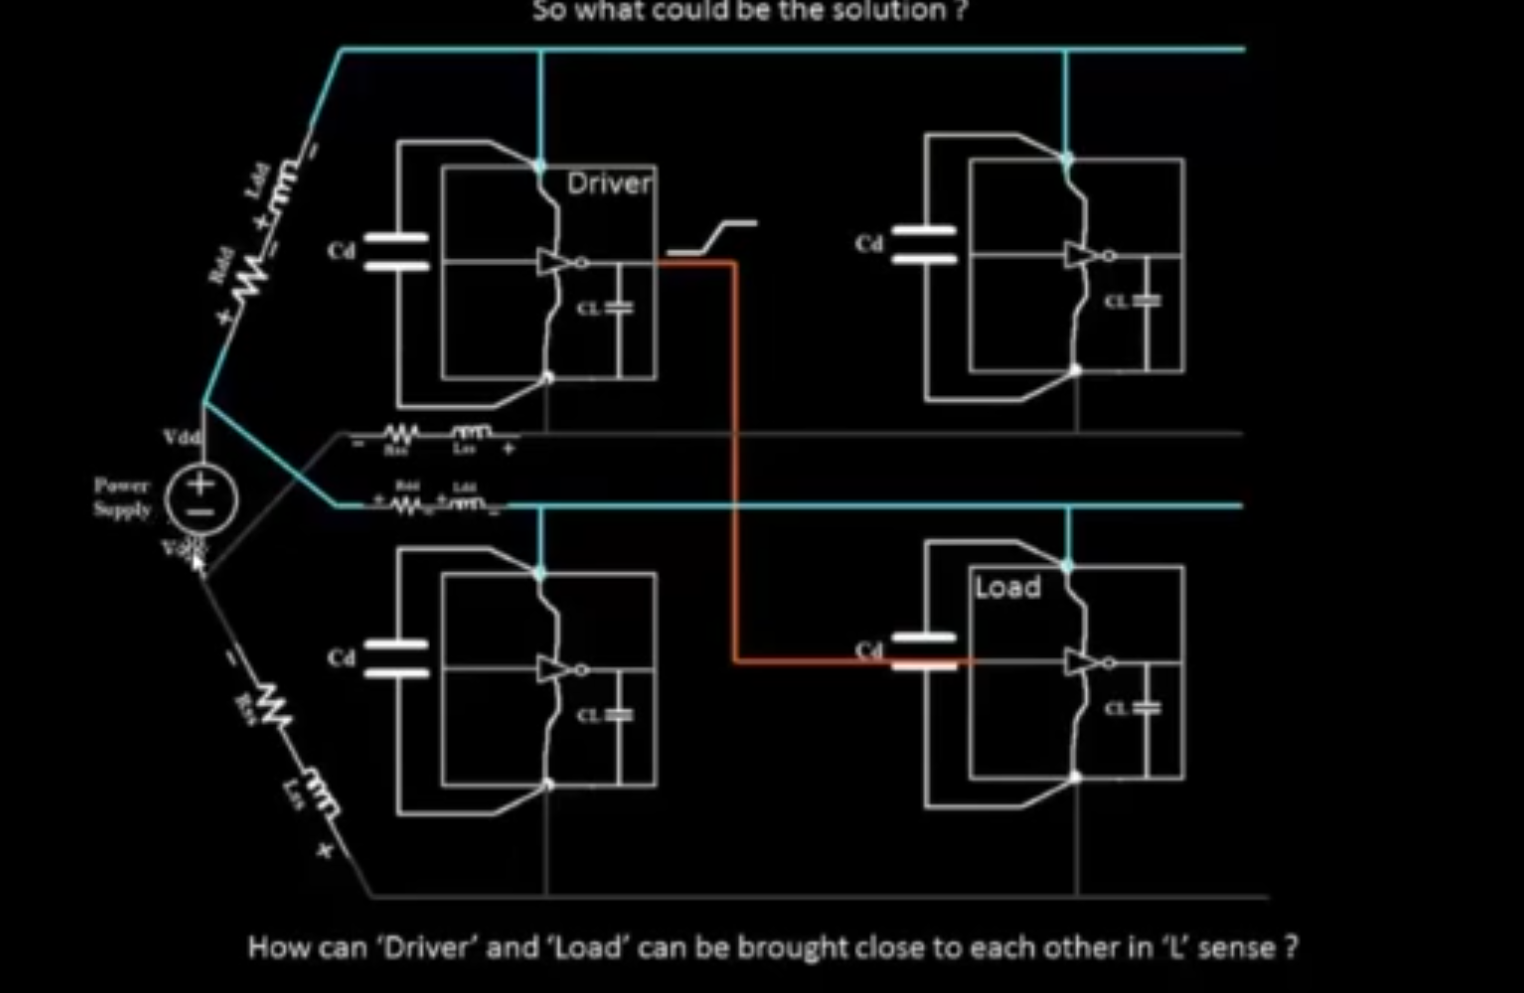 So what could be the solution ?
Ldd
Rdd
Cd
Driver
CL
Cd
CL
Vdd
Power
Supply
Rss
Lss
Rdd
Ldd
Cd
CL
Load
Cd
CL
Rss
Lss
How can 'Driver' and 'Load' can be brought close to each other in 'L' sense ?